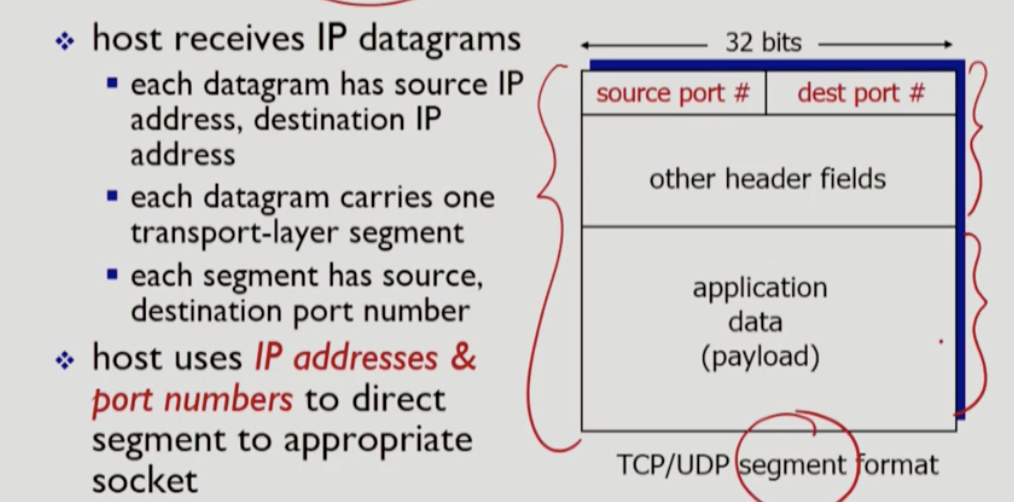 ❖ host receives IP datagrams
▪ each datagram has source IP
address, destination IP
address
▪ each datagram carries one
transport-layer segment
▪ each segment has source,
destination port number
❖ host uses IP addresses &
port numbers to direct
segment to appropriate
socket
32 bits
source port # dest port #
other header fields
application
data
(payload)
TCP/UDP segment format